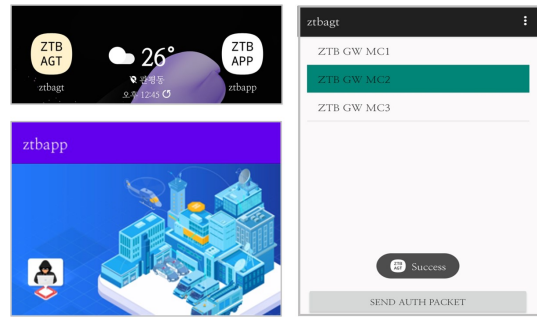 ZTB
AGT
ztbagt
26°
관평동
오후 12:45
ZTB
APP
ztbapp
ztbapp
ztbagt
ZTB GW MC1
ZTB GW MC2
ZTB GW MC3
ZTB
AGT
Success
SEND AUTH PACKET